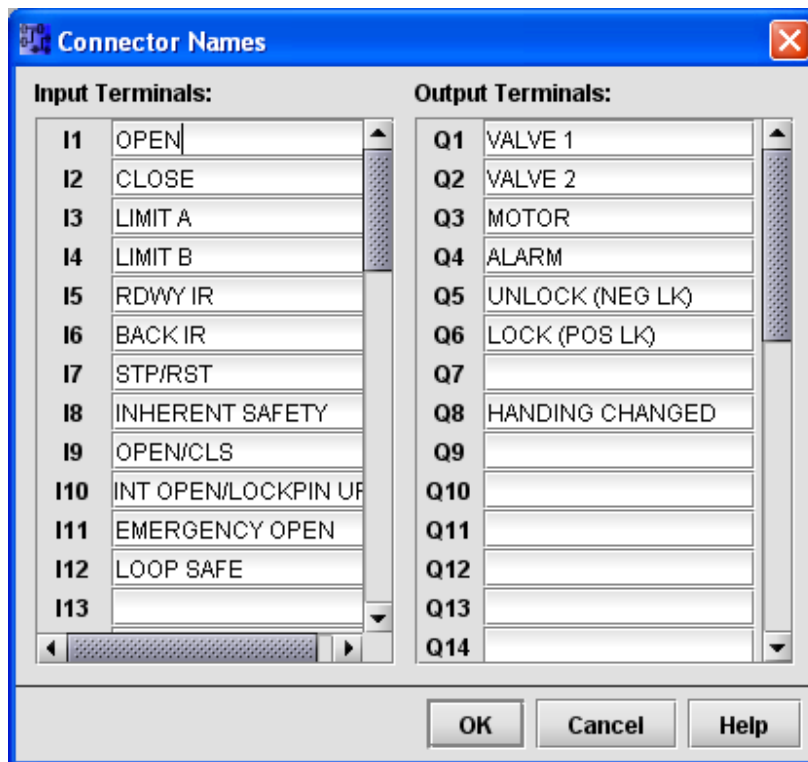 Connector Names
Input Terminals:
I1 OPEN
I2 CLOSE
I3 LIMIT A
I4 LIMIT B
I5 RDWY IR
I6 BACK IR
I7 STP/RST
I8 INHERENT SAFETY
I9 OPEN/CLS
I10 INT OPEN/LOCKPIN UP
I11 EMERGENCY OPEN
I12 LOOP SAFE
I13
Output Terminals:
Q1 VALVE 1
Q2 VALVE 2
Q3 MOTOR
Q4 ALARM
Q5 UNLOCK (NEG LK)
Q6 LOCK (POS LK)
Q7
Q8 HANDING CHANGED
Q9
Q10
Q11
Q12
Q13
Q14
OK Cancel Help